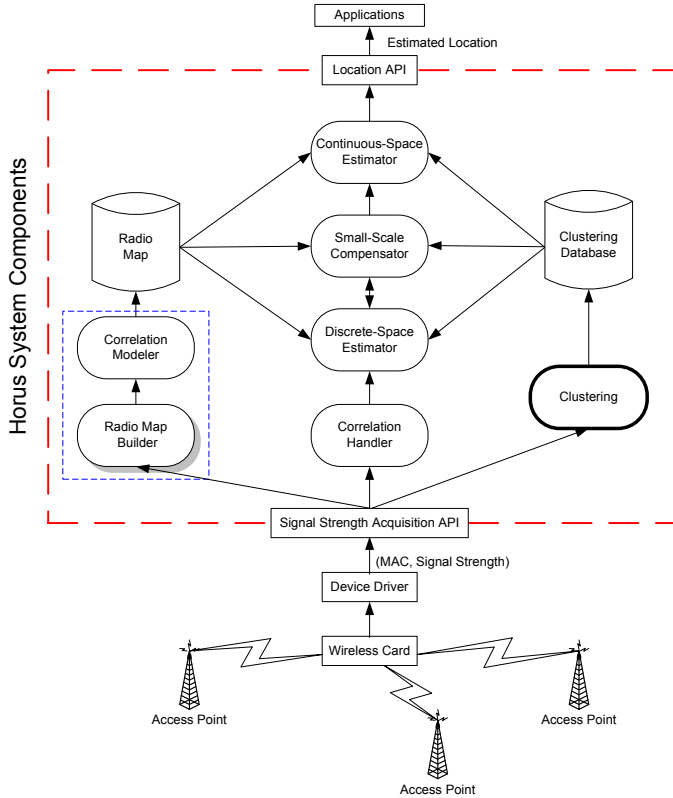 Applications
Estimated Location
Location API
Horus System Components
Continuous-Space
Estimator
Radio
Map
Small-Scale
Compensator
Clustering
Database
Correlation
Modeler
Discrete-Space
Estimator
Radio Map
Builder
Correlation
Handler
Clustering
Signal Strength Acquisition API
(MAC, Signal Strength)
Device Driver
Wireless Card
Access Point
Access Point
Access Point